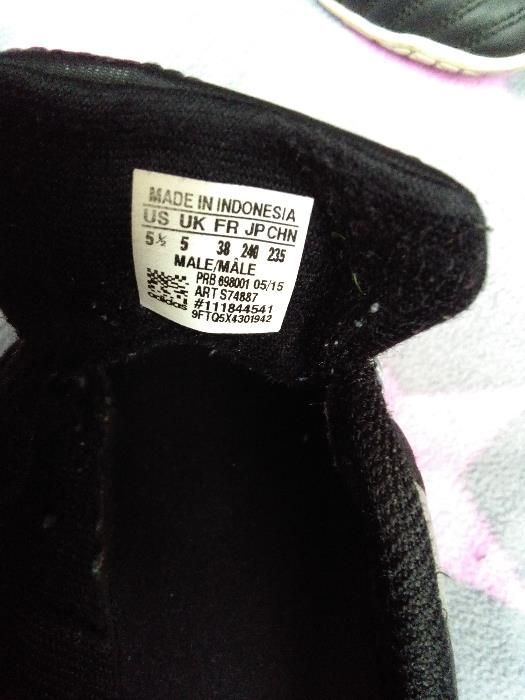 MADE IN INDONESIA
US UK FR JP CHN
5½ 5 38 240 235
MALE/MÂLE
PRB 698001 05/15
ART S74887
#111844541
9FTQ5X4301942